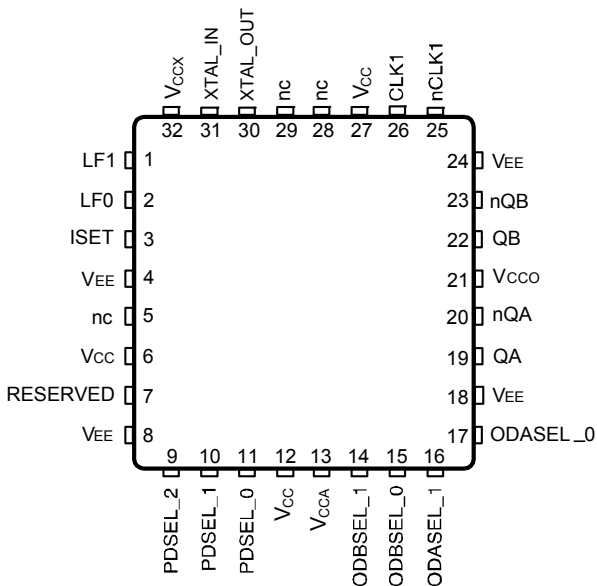 VCCX
XTAL_IN
XTAL_OUT
nc
nc
VCC
CLK1
nCLK1
32 31 30 29 28 27 26 25
LF1 1
LF0 2
ISET 3
VEE 4
nc 5
VCC 6
RESERVED 7
VEE 8
24 VEE
23 nQB
22 QB
21 VCCO
20 nQA
19 QA
18 VEE
17 ODASEL_0
9 10 11 12 13 14 15 16
PDSEL_2
PDSEL_1
PDSEL_0
VCC
VCCA
ODBSEL_1
ODBSEL_0
ODASEL_1